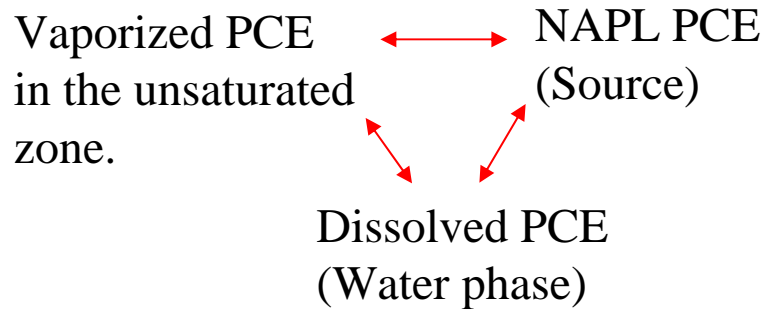 Vaporized PCE
in the unsaturated
zone.
NAPL PCE
(Source)
Dissolved PCE
(Water phase)